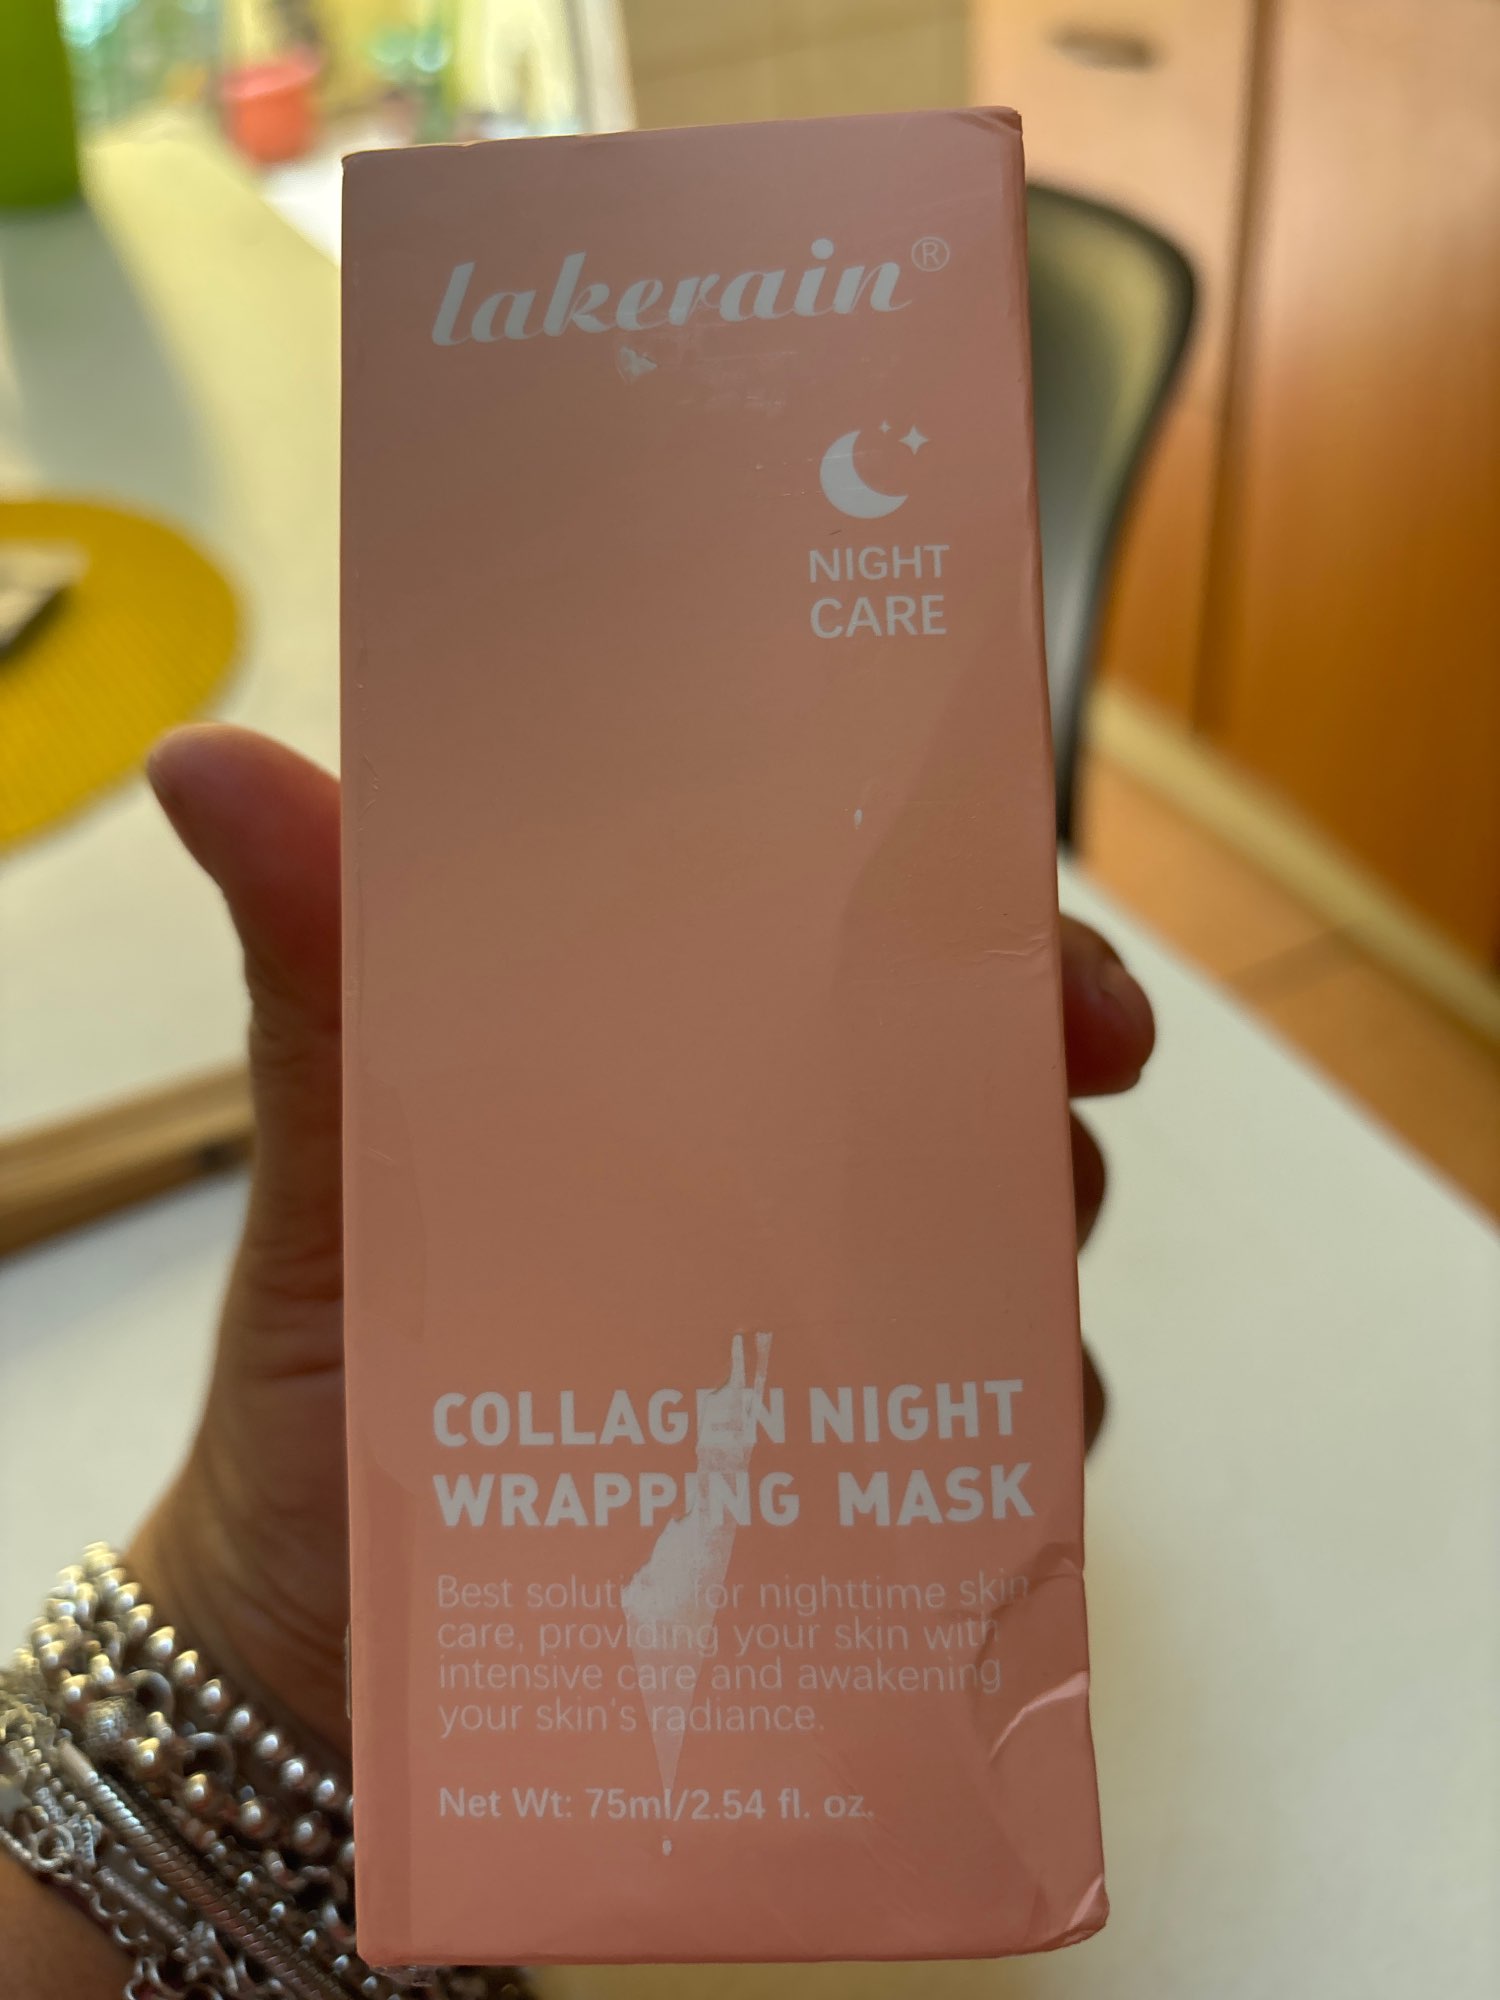 lakerain®
NIGHT
CARE
COLLAGEN NIGHT
WRAPPING MASK
Best solution for nighttime skin
care, providing your skin with
intensive care and awakening
your skin's radiance.
Net Wt: 75ml/2.54 fl. oz.